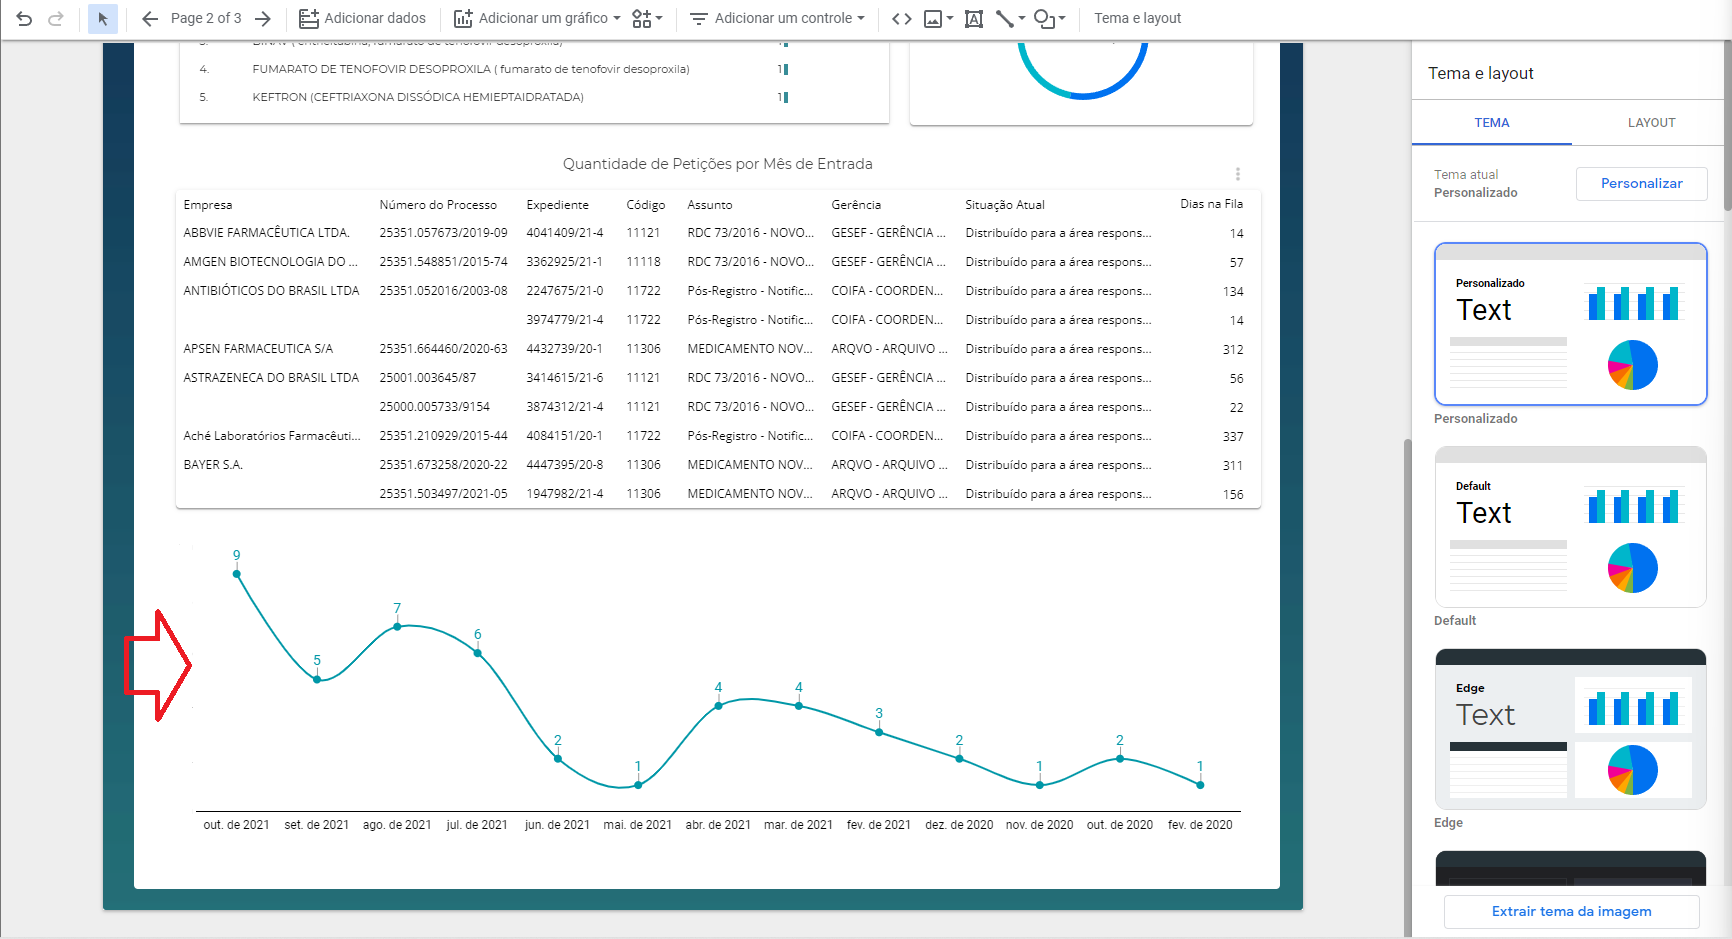 Page 2 of 3
Adicionar dados
Adicionar um gráfico
Adicionar um controle
Tema e layout
4. FUMARATO DE TENOFOVIR DESOPROXILA ( fumarato de tenofovir desoproxila) 1
5. KEFTRON (CEFTRIAXONA DISSÓDICA HEMIEPTAIDRATADA) 1
Quantidade de Petições por Mês de Entrada
Empresa Número do Processo Expediente Código Assunto Gerência Situação Atual Dias na Fila
ABBVIE FARMACÊUTICA LTDA. 25351.057673/2019-09 4041409/21-4 11121 RDC 73/2016 - NOVO... GESEF - GERÊNCIA ... Distribuído para a área respons... 14
AMGEN BIOTECNOLOGIA DO ... 25351.548851/2015-74 3362925/21-1 11118 RDC 73/2016 - NOVO... GESEF - GERÊNCIA ... Distribuído para a área respons... 57
ANTIBIÓTICOS DO BRASIL LTDA 25351.052016/2003-08 2247675/21-0 11722 Pós-Registro - Notific... COIFA - COORDEN... Distribuído para a área respons... 134
3974779/21-4 11722 Pós-Registro - Notific... COIFA - COORDEN... Distribuído para a área respons... 14
APSEN FARMACEUTICA S/A 25351.664460/2020-63 4432739/20-1 11306 MEDICAMENTO NOV... ARQVO - ARQUIVO ... Distribuído para a área respons... 312
ASTRAZENECA DO BRASIL LTDA 25001.003645/87 3414615/21-6 11121 RDC 73/2016 - NOVO... GESEF - GERÊNCIA ... Distribuído para a área respons... 56
25000.005733/9154 3874312/21-4 11121 RDC 73/2016 - NOVO... GESEF - GERÊNCIA ... Distribuído para a área respons... 22
Aché Laboratórios Farmacêuti... 25351.210929/2015-44 4084151/20-1 11722 Pós-Registro - Notific... COIFA - COORDEN... Distribuído para a área respons... 337
BAYER S.A. 25351.673258/2020-22 4447395/20-8 11306 MEDICAMENTO NOV... ARQVO - ARQUIVO ... Distribuído para a área respons... 311
25351.503497/2021-05 1947982/21-4 11306 MEDICAMENTO NOV... ARQVO - ARQUIVO ... Distribuído para a área respons... 156
9 5 7 6 2 1 4 4 3 2 1 2 1
out. de 2021 set. de 2021 ago. de 2021 jul. de 2021 jun. de 2021 mai. de 2021 abr. de 2021 mar. de 2021 fev. de 2021 dez. de 2020 nov. de 2020 out. de 2020 fev. de 2020
Tema e layout
TEMA LAYOUT
Tema atual
Personalizado
Personalizar
Personalizado
Text
Personalizado
Default
Text
Default
Edge
Text
Edge
Extrair tema da imagem